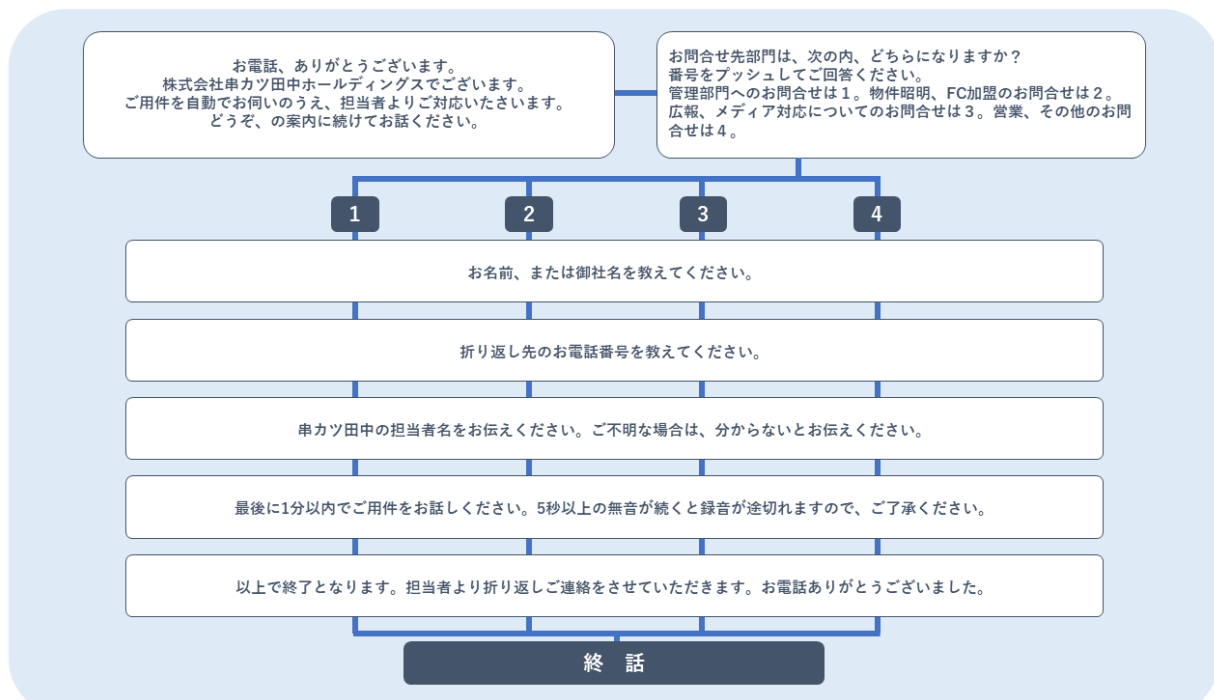 お電話、ありがとうございます。
株式会社串カツ田中ホールディングスでございます。
ご用件を自動でお伺いのうえ、担当者よりご対応いたさいます。
どうぞ、の案内に続けてお話ください。
お問合せ先部門は、次の内、どちらになりますか？
番号をプッシュしてご回答ください。
管理部門へのお問合せは１。物件昭明、FC加盟のお問合せは２。
広報、メディア対応についてのお問合せは３。営業、その他のお問
合せは４。
1
2
3
4
お名前、または御社名を教えてください。
折り返し先のお電話番号を教えてください。
串カツ田中の担当者名をお伝えください。ご不明な場合は、分からないとお伝えください。
最後に1分以内でご用件をお話しください。5秒以上の無音が続くと録音が途切れますので、ご了承ください。
以上で終了となります。担当者より折り返しご連絡をさせていただきます。お電話ありがとうございました。
終　話